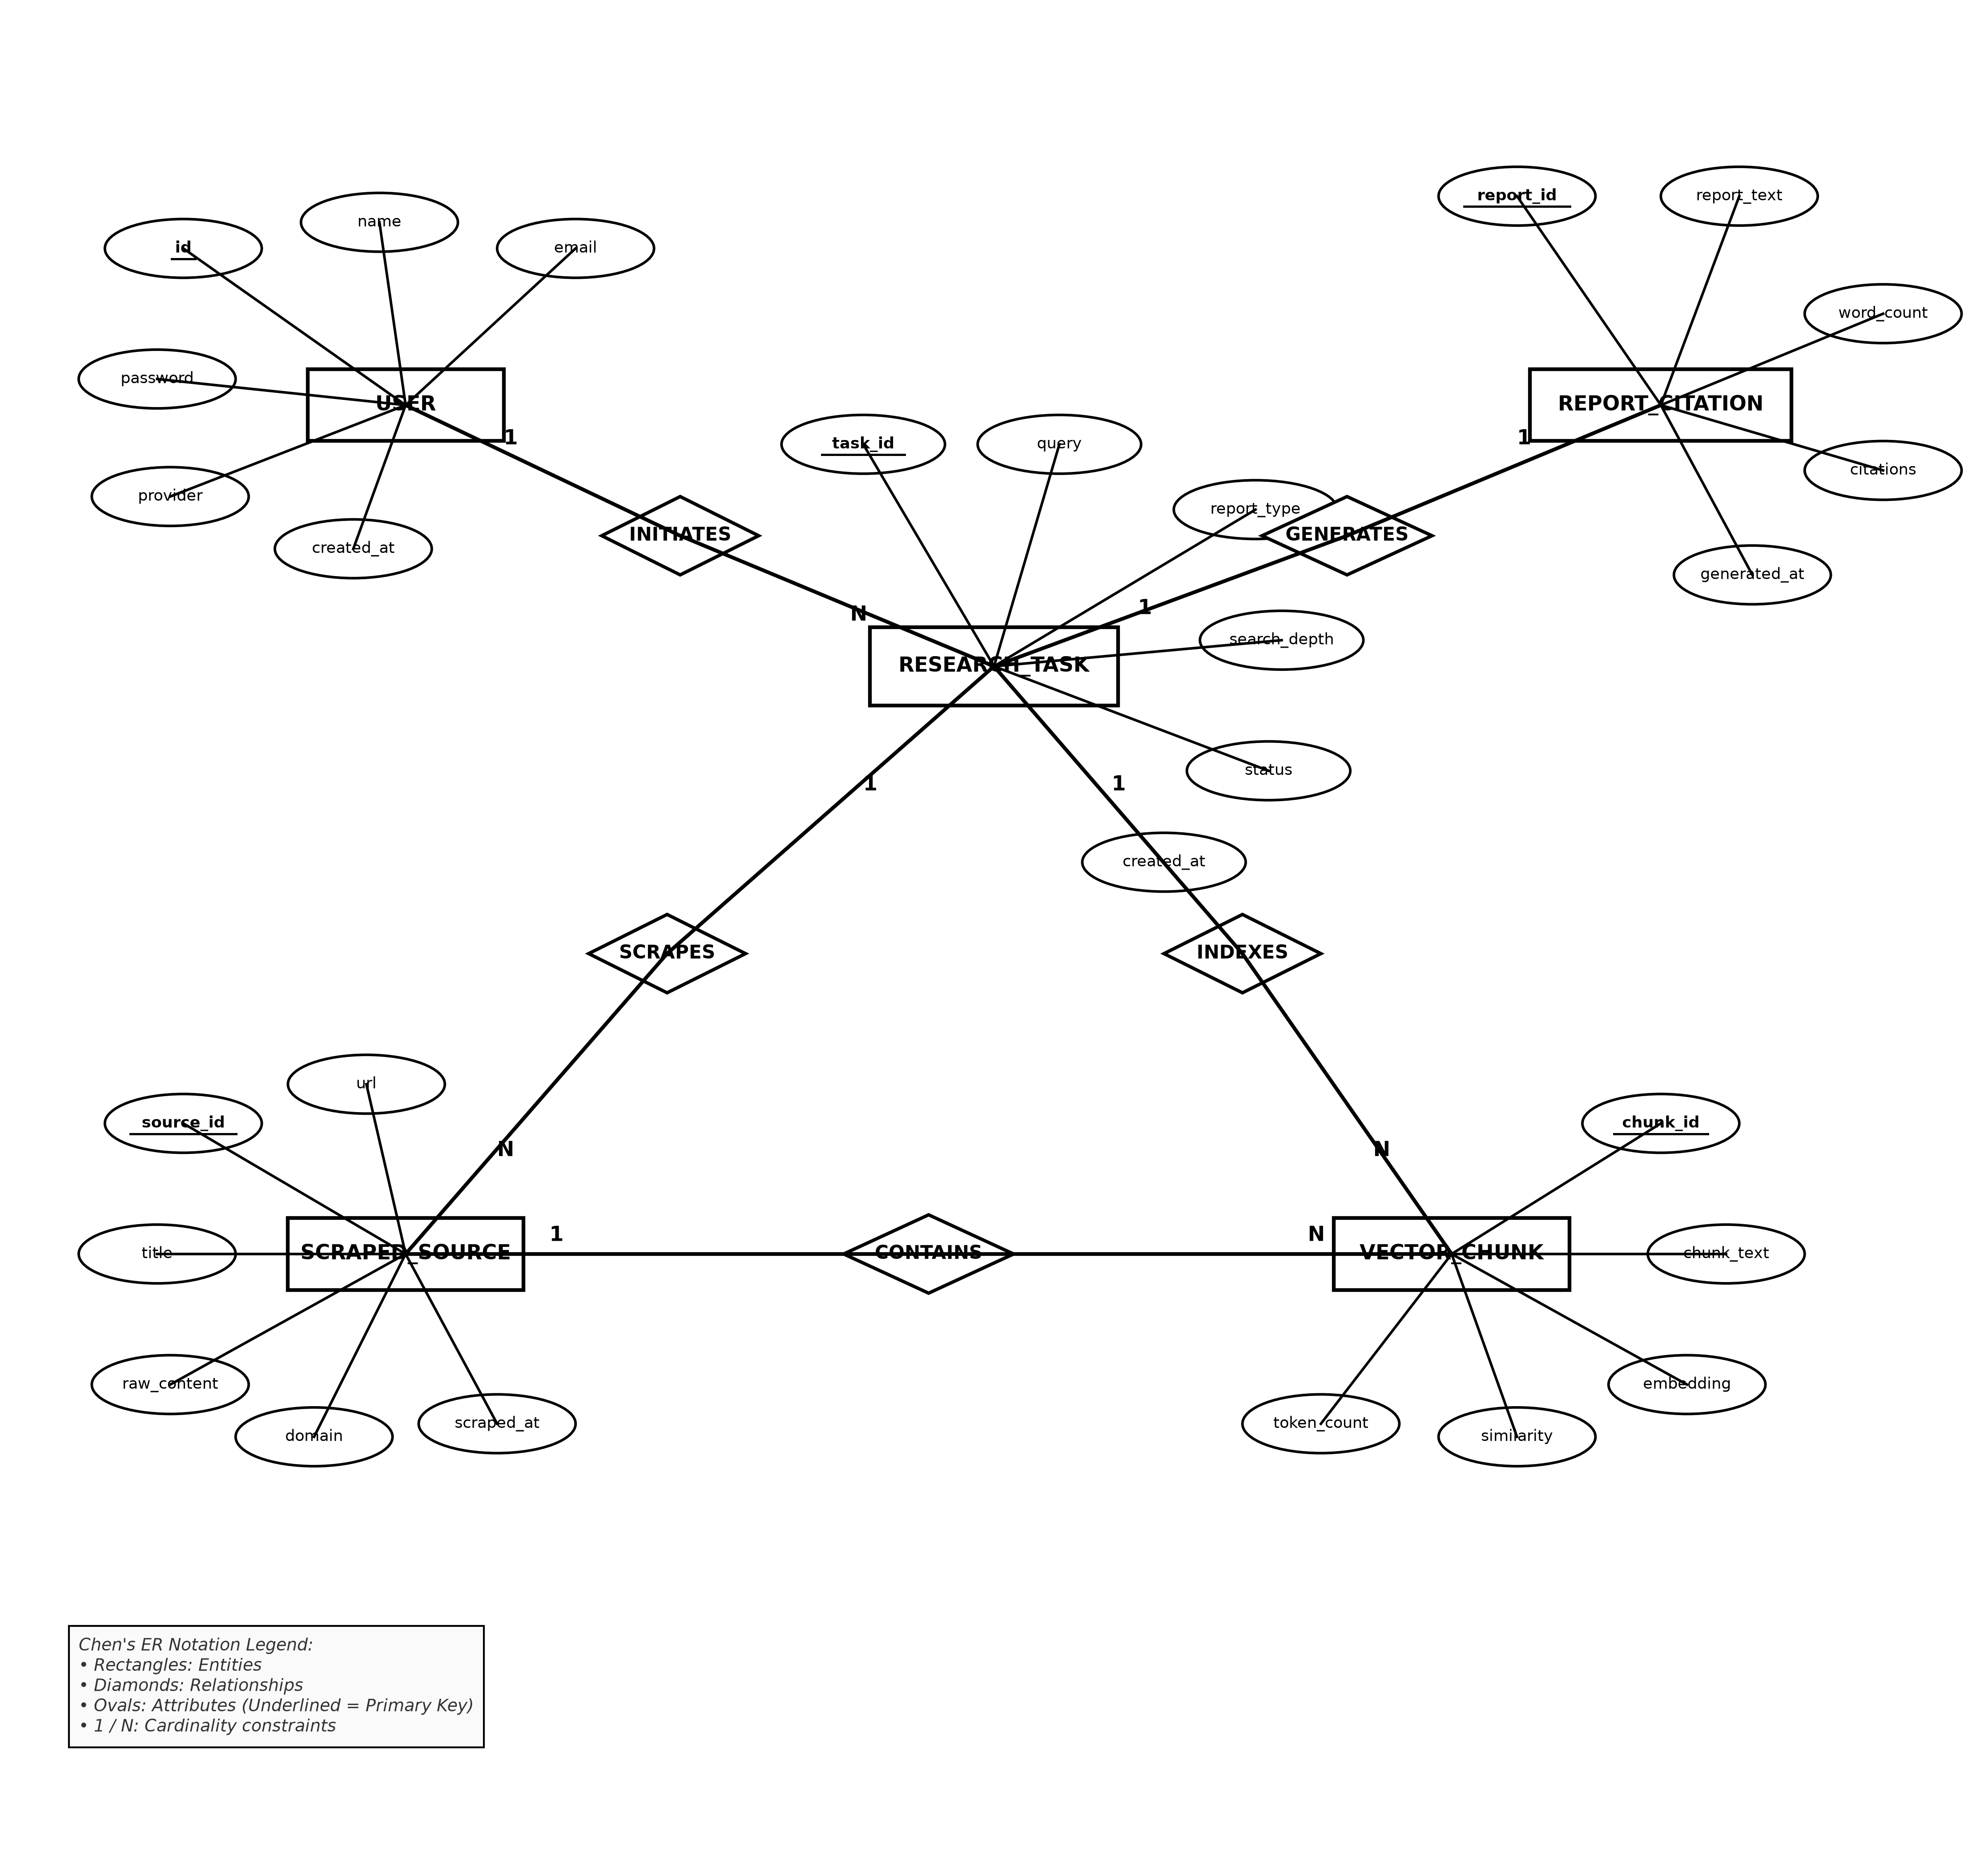 report_id
report_text
name
id
email
word_count
password
USER
REPORT_CITATION
1
1
task_id
query
citations
provider
report_type
INITIATES
GENERATES
created_at
generated_at
N
1
search_depth
RESEARCH_TASK
status
1
1
created_at
SCRAPES
INDEXES
url
source_id
chunk_id
N
N
1
N
title
SCRAPED_SOURCE
CONTAINS
VECTOR_CHUNK
chunk_text
raw_content
embedding
domain
scraped_at
token_count
similarity
Chen's ER Notation Legend:
• Rectangles: Entities
• Diamonds: Relationships
• Ovals: Attributes (Underlined = Primary Key)
• 1 / N: Cardinality constraints